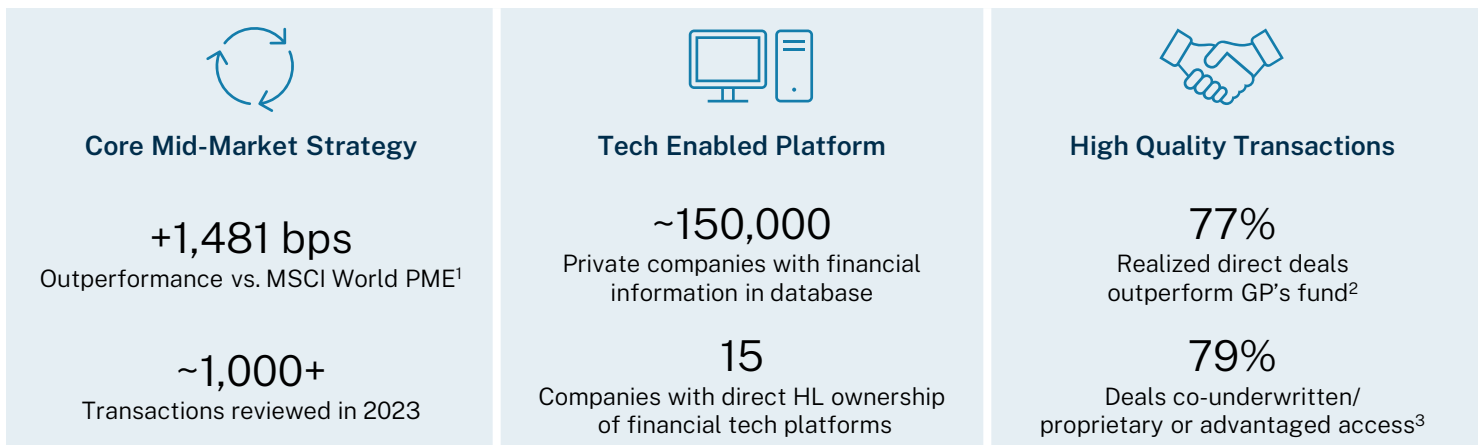 Core Mid-Market Strategy
+1,481 bps
Outperformance vs. MSCI World PME¹
~1,000+
Transactions reviewed in 2023
Tech Enabled Platform
~150,000
Private companies with financial
information in database
15
Companies with direct HL ownership
of financial tech platforms
High Quality Transactions
77%
Realized direct deals
outperform GP's fund²
79%
Deals co-underwritten/
proprietary or advantaged access³